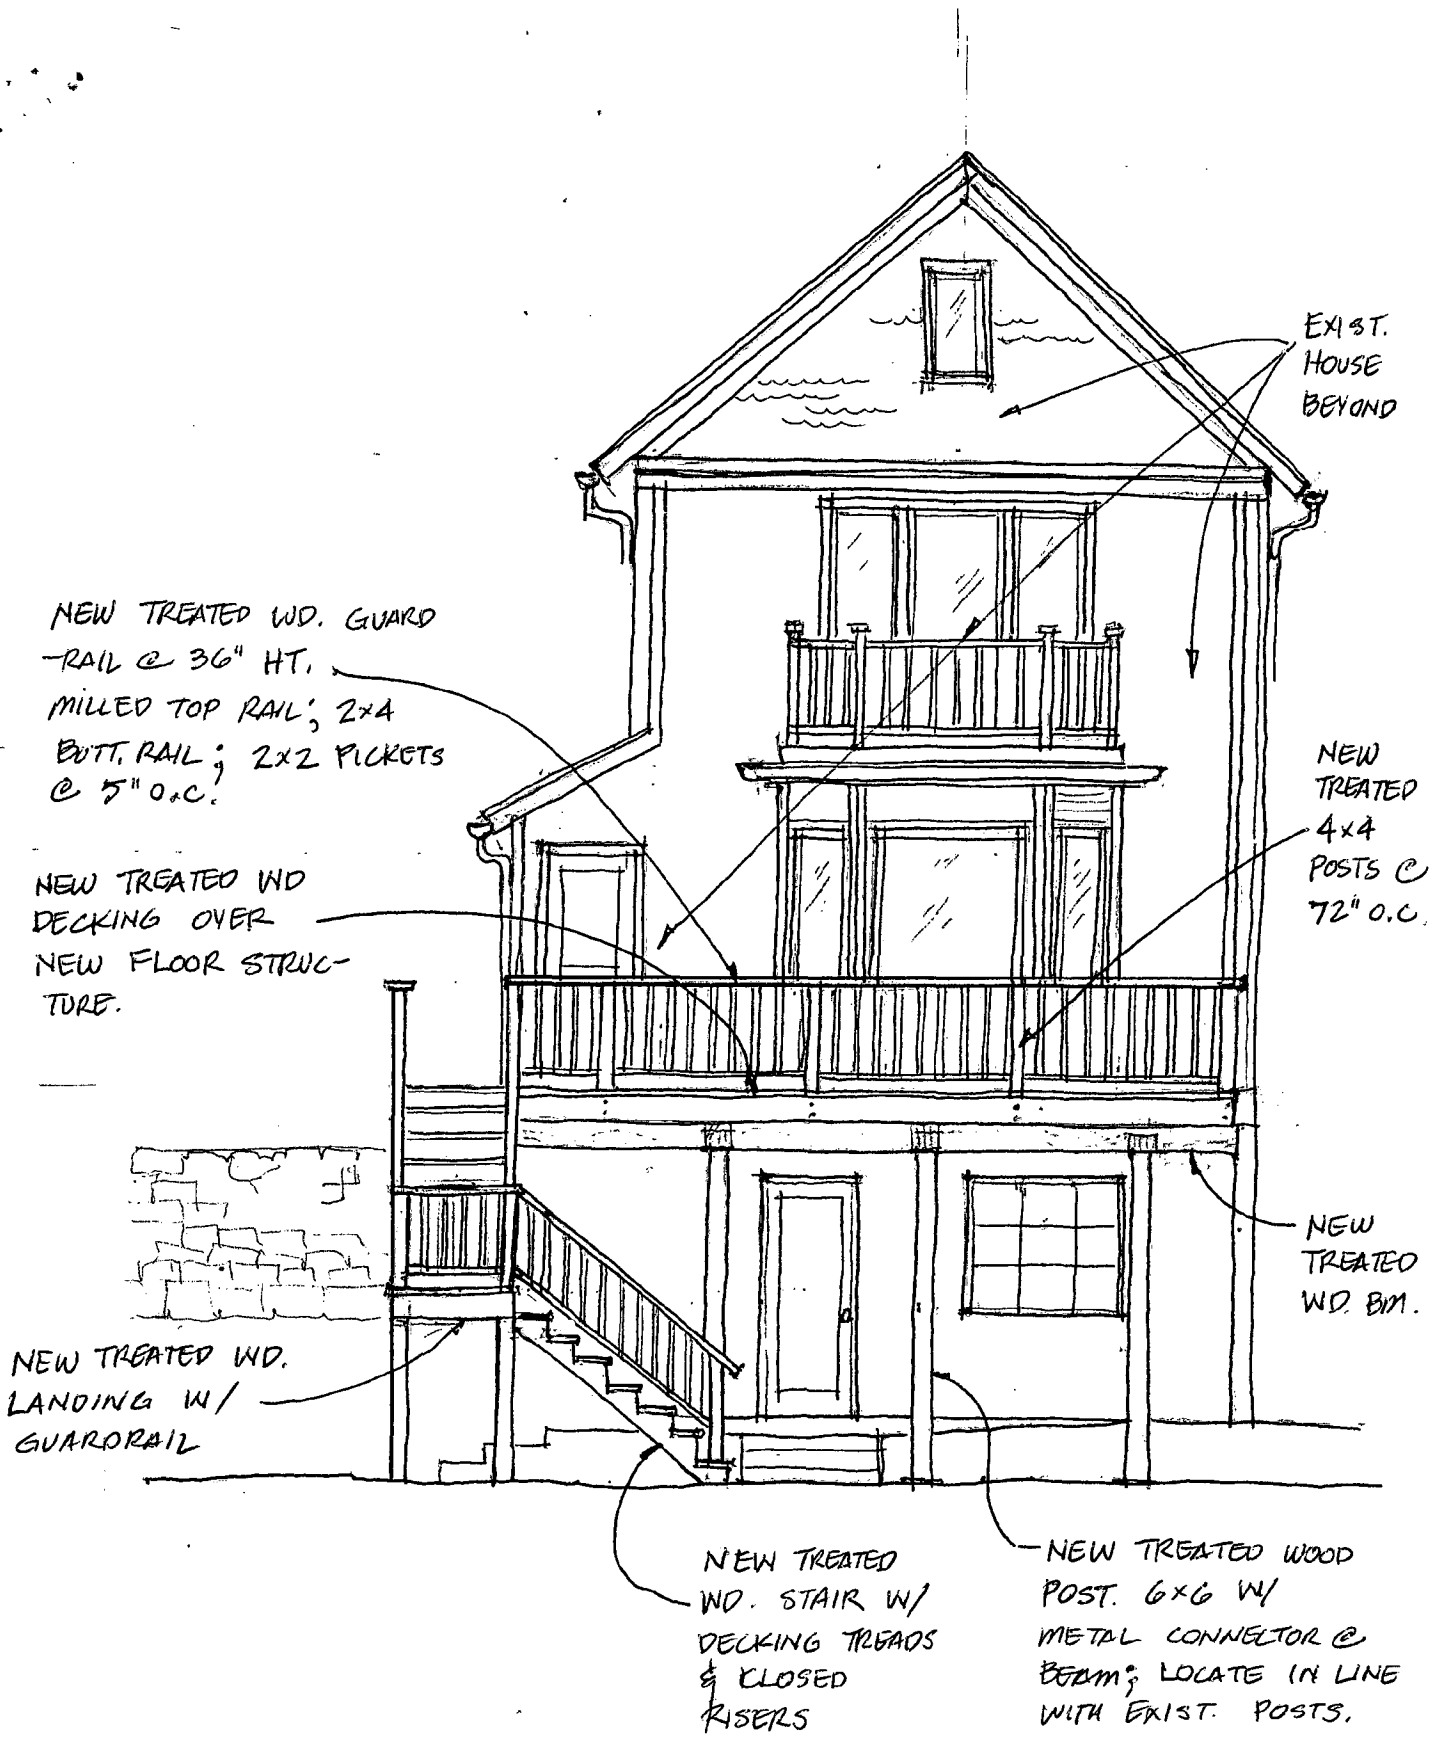 EXIST.
HOUSE
BEYOND
NEW TREATED WD. GUARD
-RAIL @ 36" HT.
MILLED TOP RAIL; 2x4
BOTT. RAIL; 2x2 PICKETS
@ 5" O.C.
NEW TREATED WD
DECKING OVER
NEW FLOOR STRUC-
TURE.
NEW
TREATED
4x4
POSTS @
72" O.C.
NEW
TREATED
WD. BM.
NEW TREATED WD.
LANDING W/
GUARDRAIL
NEW TREATED
WD. STAIR W/
DECKING TREADS
& CLOSED
RISERS
NEW TREATED WOOD
POST. 6x6 W/
METAL CONNECTOR @
BEAM; LOCATE IN LINE
WITH EXIST. POSTS.